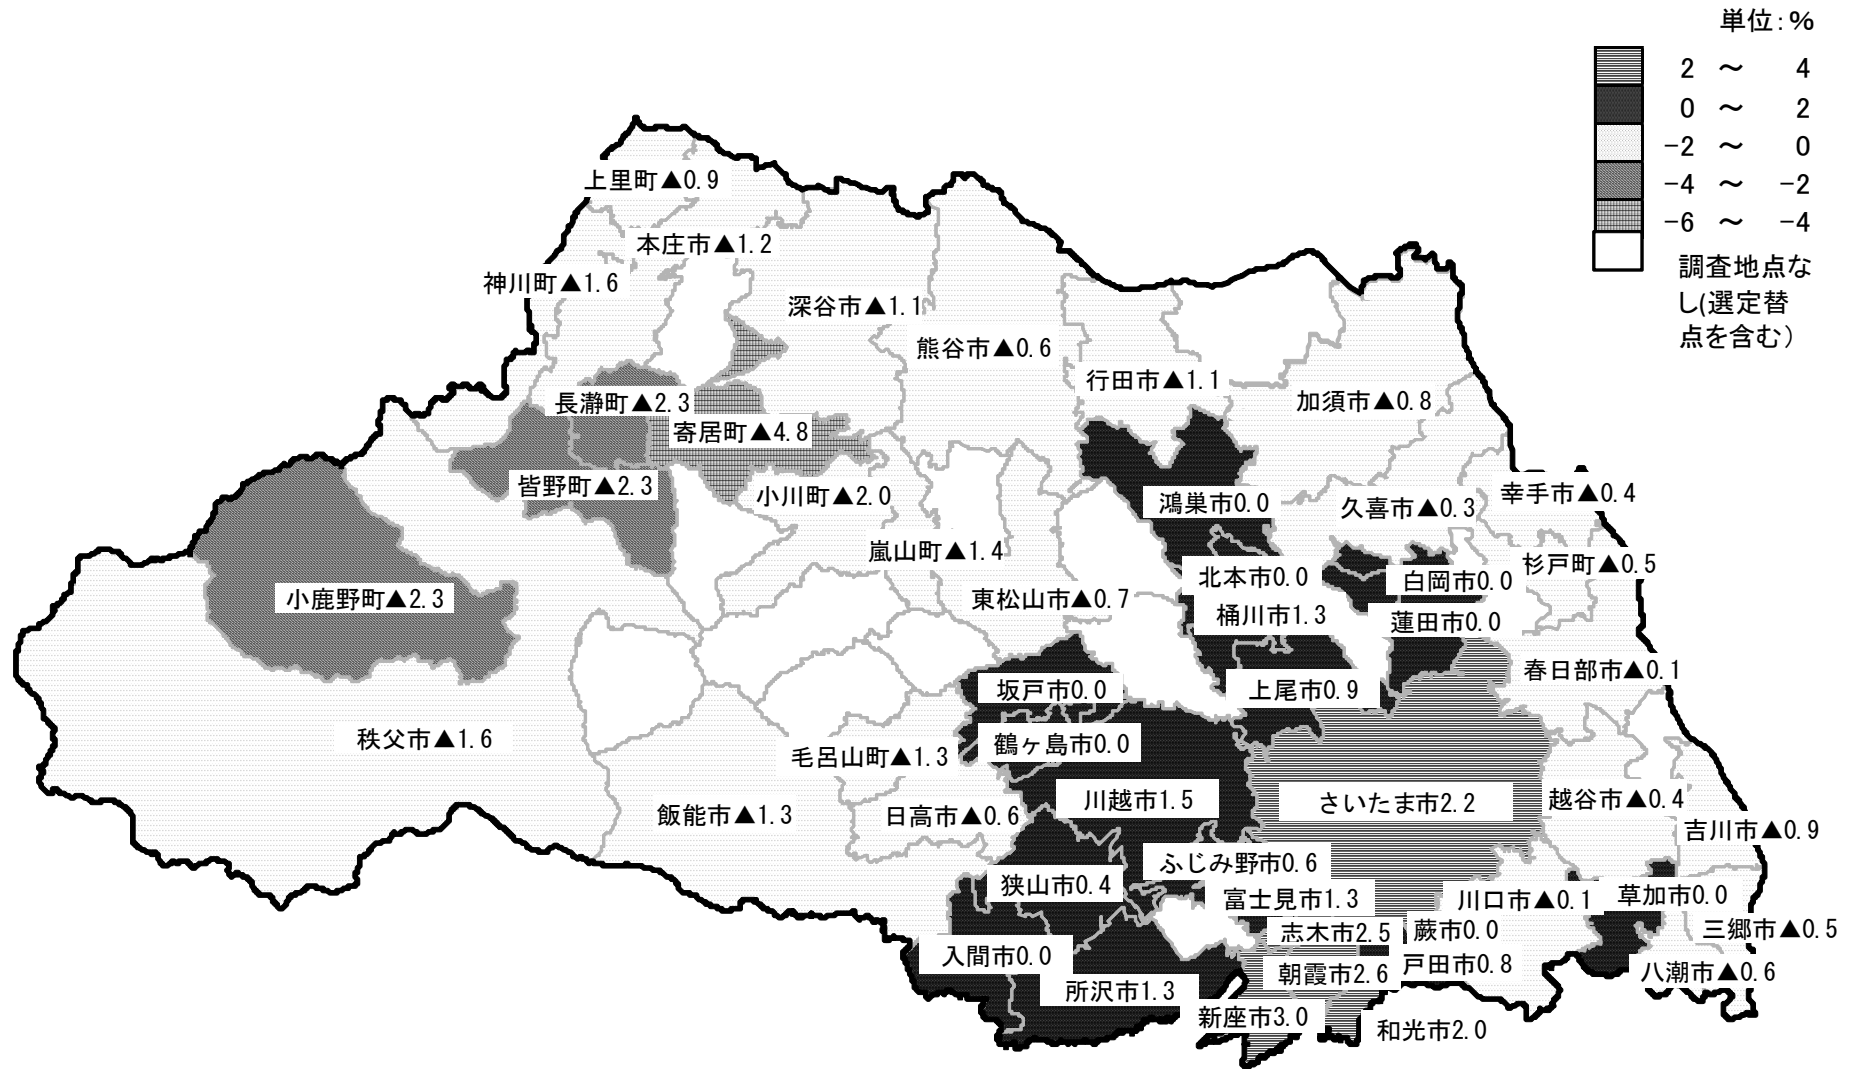 単位：%
2 ～ 4
0 ～ 2
-2 ～ 0
-4 ～ -2
-6 ～ -4
調査地点な
し(選定替
点を含む）
上里町▲0.9
本庄市▲1.2
神川町▲1.6
深谷市▲1.1
熊谷市▲0.6
行田市▲1.1
加須市▲0.8
長瀞町▲2.3
寄居町▲4.8
皆野町▲2.3
小川町▲2.0
鴻巣市0.0
久喜市▲0.3
幸手市▲0.4
嵐山町▲1.4
杉戸町▲0.5
北本市0.0
白岡市0.0
小鹿野町▲2.3
東松山市▲0.7
桶川市1.3
蓮田市0.0
春日部市▲0.1
坂戸市0.0
上尾市0.9
秩父市▲1.6
鶴ヶ島市0.0
毛呂山町▲1.3
川越市1.5
さいたま市2.2
越谷市▲0.4
飯能市▲1.3
日高市▲0.6
吉川市▲0.9
ふじみ野市0.6
狭山市0.4
富士見市1.3
川口市▲0.1
草加市0.0
志木市2.5
蕨市0.0
三郷市▲0.5
入間市0.0
朝霞市2.6
戸田市0.8
八潮市▲0.6
所沢市1.3
新座市3.0
和光市2.0